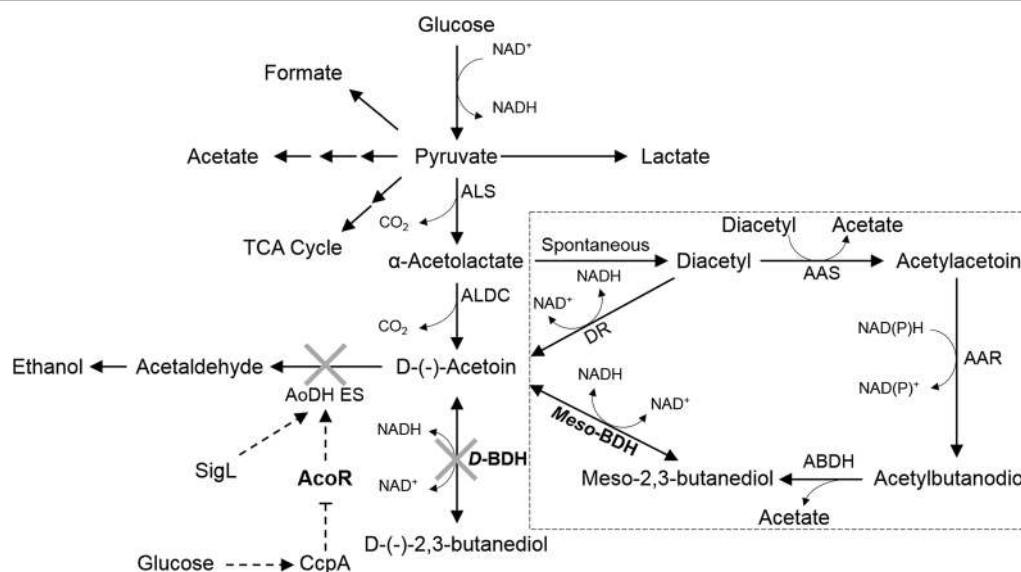 Glucose
NAD⁺
NADH
Formate
Acetate
Pyruvate
Lactate
ALS
CO₂
TCA Cycle
α-Acetolactate
Spontaneous
Diacetyl
Diacetyl
Acetate
AAS
Acetylacetoin
ALDC
CO₂
NADH
NAD⁺
DR
NAD(P)H
AAR
NAD(P)⁺
Ethanol
Acetaldehyde
D-(-)-Acetoin
AoDH ES
NADH
NAD⁺
Meso-BDH
NADH
NAD⁺
D-BDH
SigL
AcoR
Meso-2,3-butanediol
ABDH
Acetate
Acetylbutanodio
D-(-)-2,3-butanediol
Glucose
CcpA